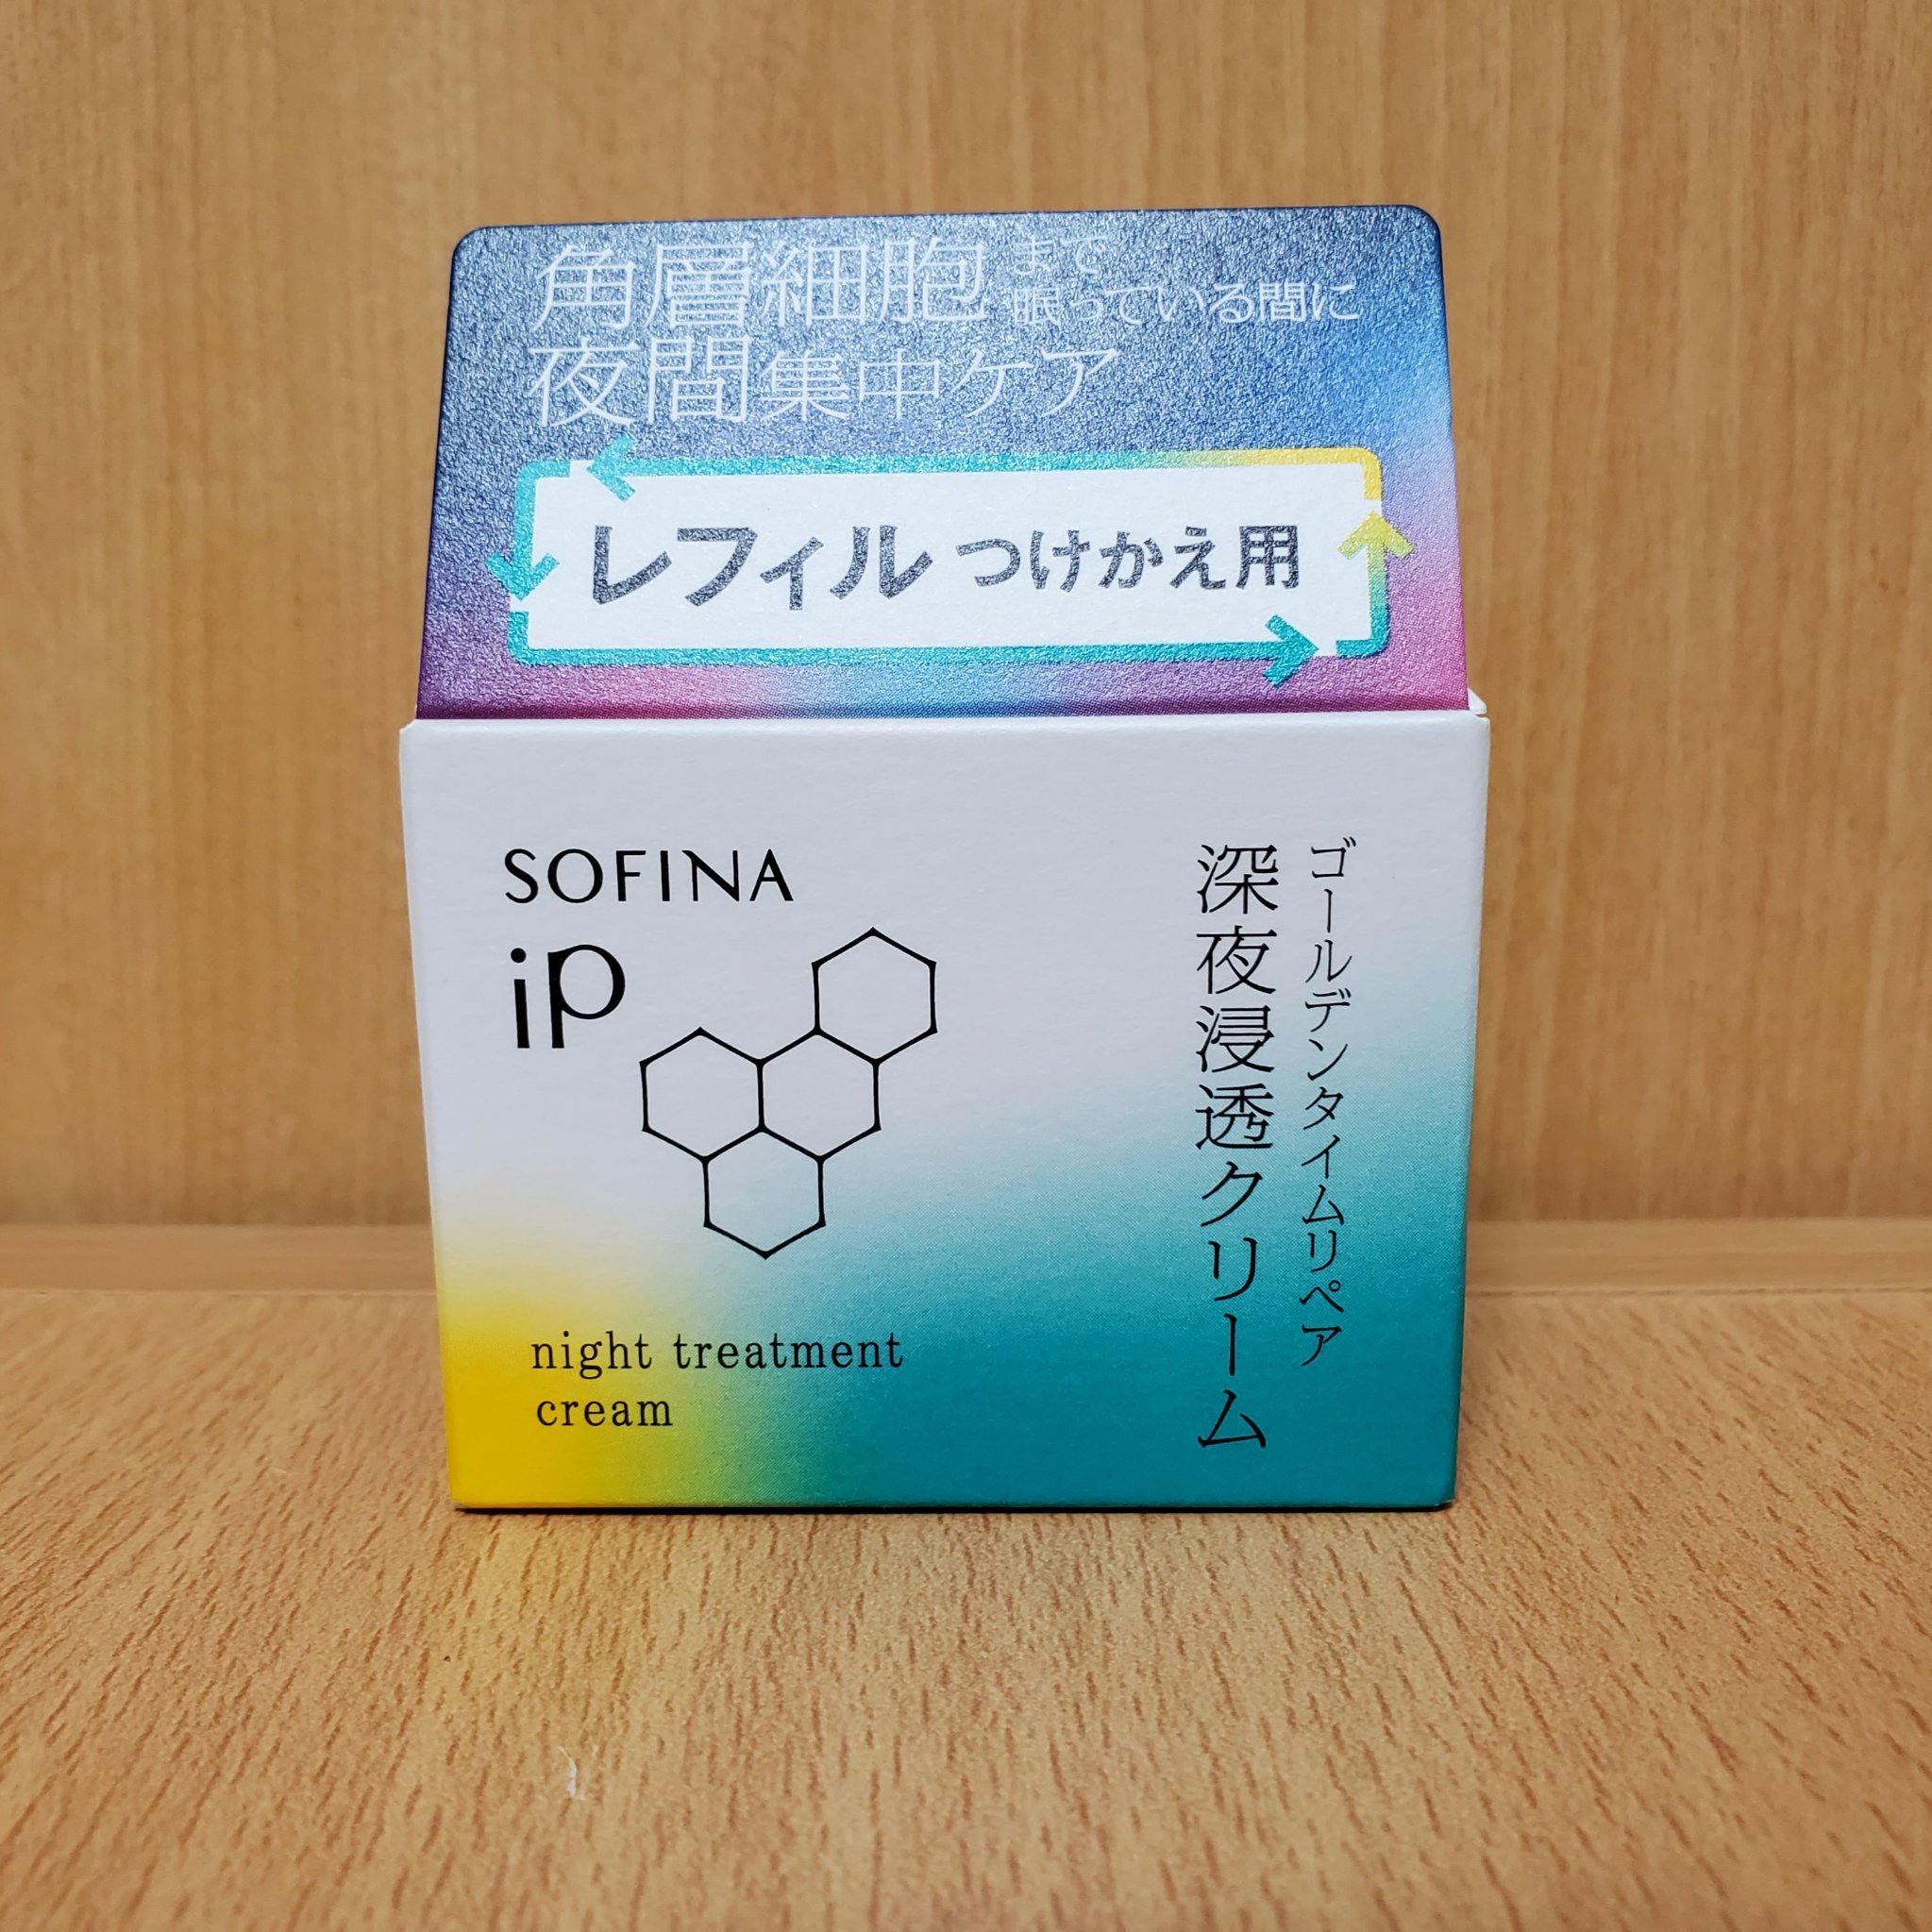 角層細胞まで
眠っている間に
夜間集中ケア
レフィル つけかえ用
SOFINA
iP
ゴールデンタイムリペア
深夜浸透クリーム
night treatment
cream